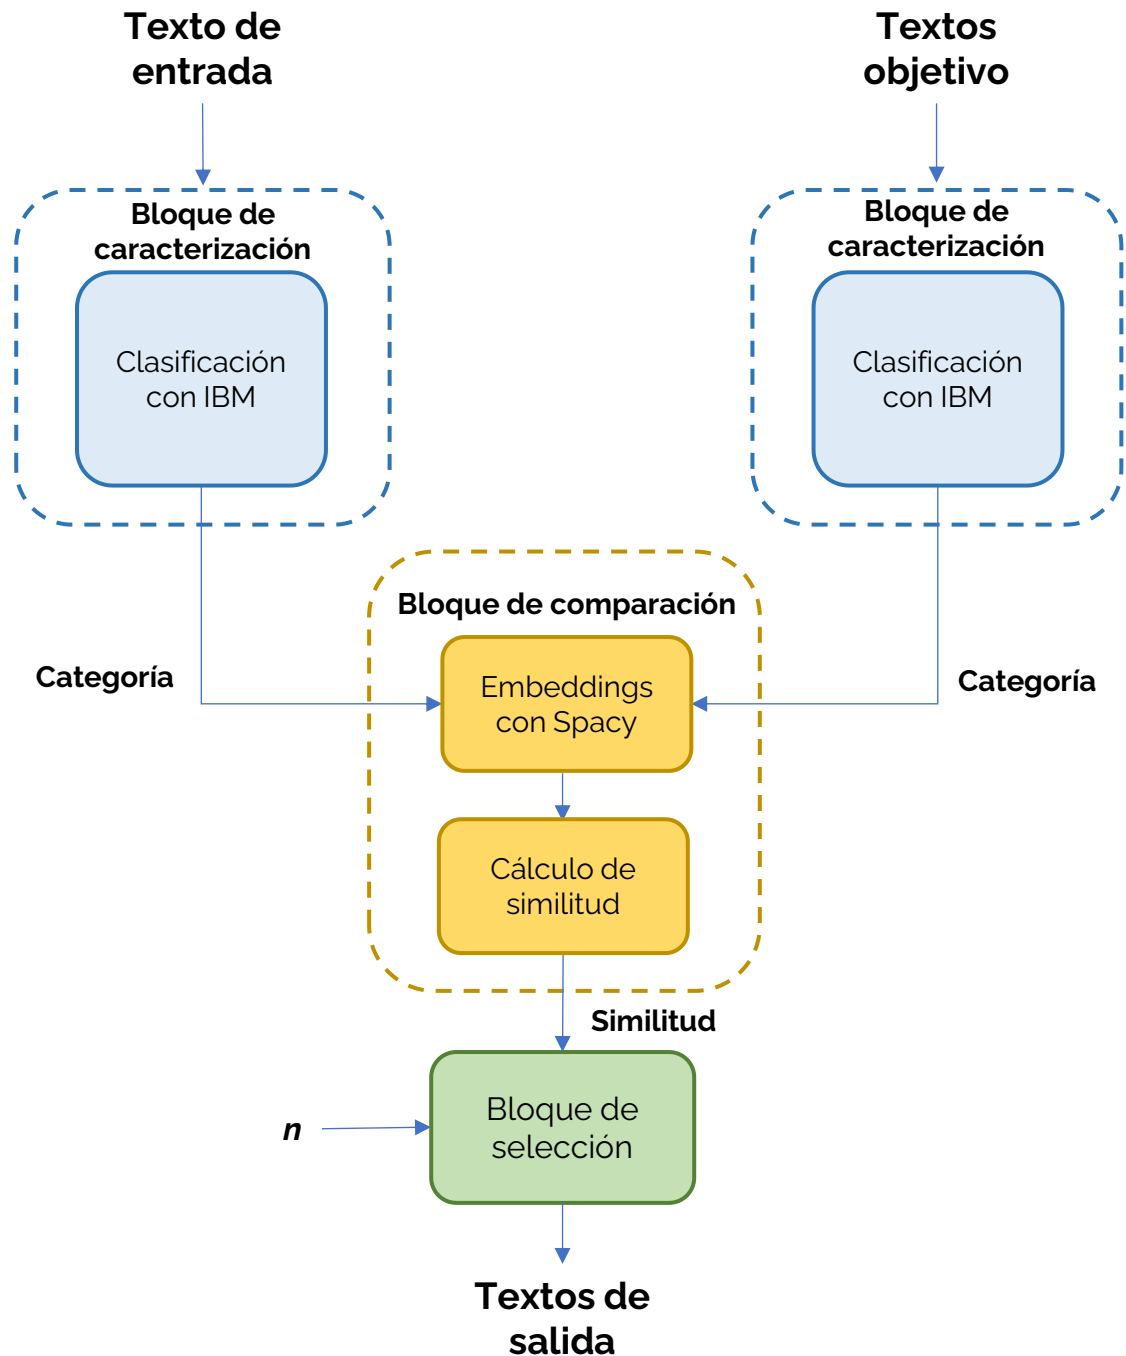 Texto de
entrada
Textos
objetivo
Bloque de
caracterización
Clasificación
con IBM
Bloque de
caracterización
Clasificación
con IBM
Bloque de comparación
Categoría
Embeddings
con Spacy
Categoría
Cálculo de
similitud
Similitud
n
Bloque de
selección
Textos de
salida